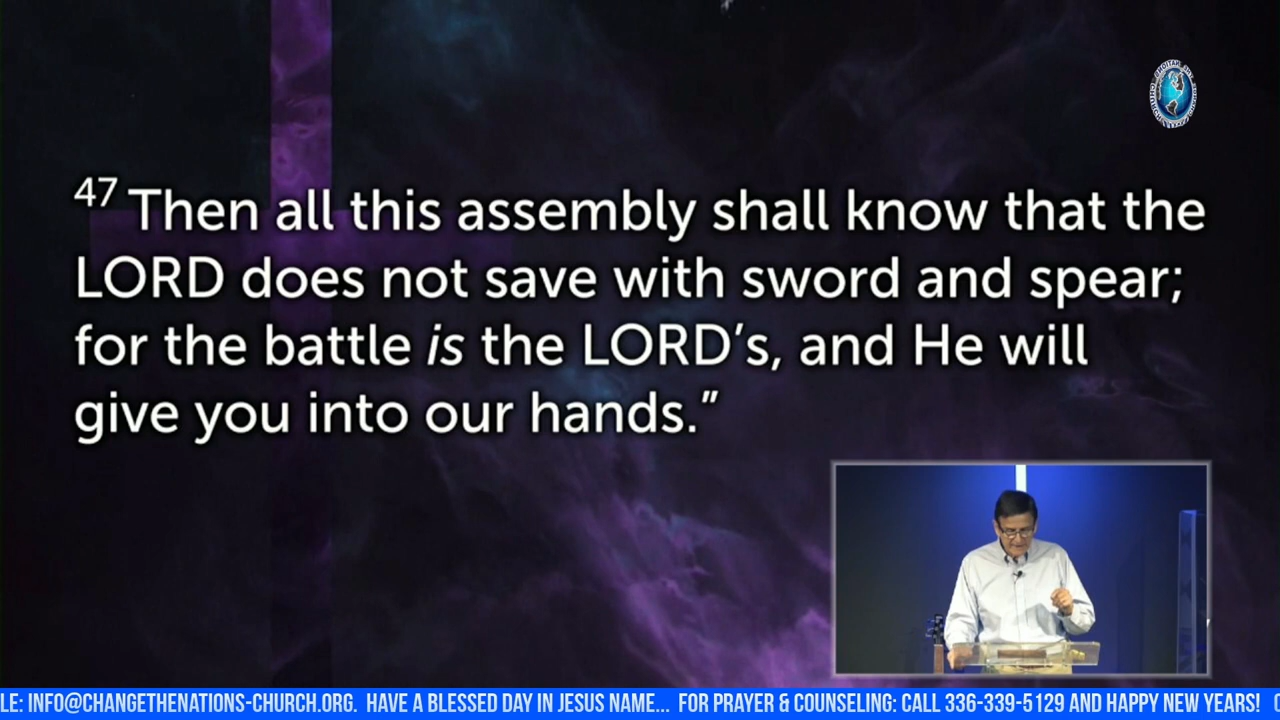 47 Then all this assembly shall know that the
LORD does not save with sword and spear;
for the battle is the LORD’s, and He will
give you into our hands.”
LE: INFO@CHANGETHENATIONS-CHURCH.ORG. HAVE A BLESSED DAY IN JESUS NAME... FOR PRAYER & COUNSELING: CALL 336-339-5129 AND HAPPY NEW YEARS!